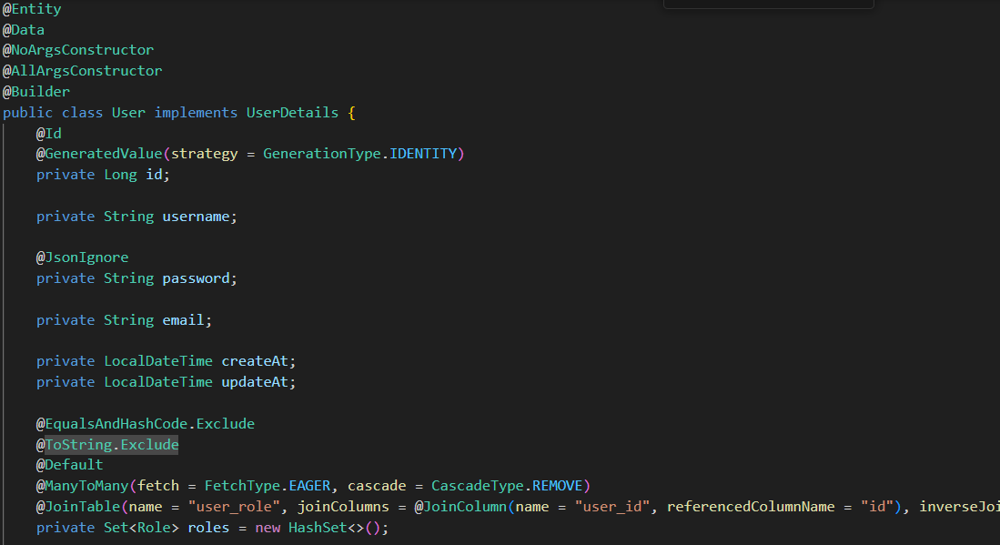 @Entity
@Data
@NoArgsConstructor
@AllArgsConstructor
@Builder
public class User implements UserDetails {
@Id
@GeneratedValue(strategy = GenerationType.IDENTITY)
private Long id;
private String username;
@JsonIgnore
private String password;
private String email;
private LocalDateTime createAt;
private LocalDateTime updateAt;
@EqualsAndHashCode.Exclude
@ToString.Exclude
@Default
@ManyToMany(fetch = FetchType.EAGER, cascade = CascadeType.REMOVE)
@JoinTable(name = "user_role", joinColumns = @JoinColumn(name = "user_id", referencedColumnName = "id"), inverseJoi
private Set<Role> roles = new HashSet<>();